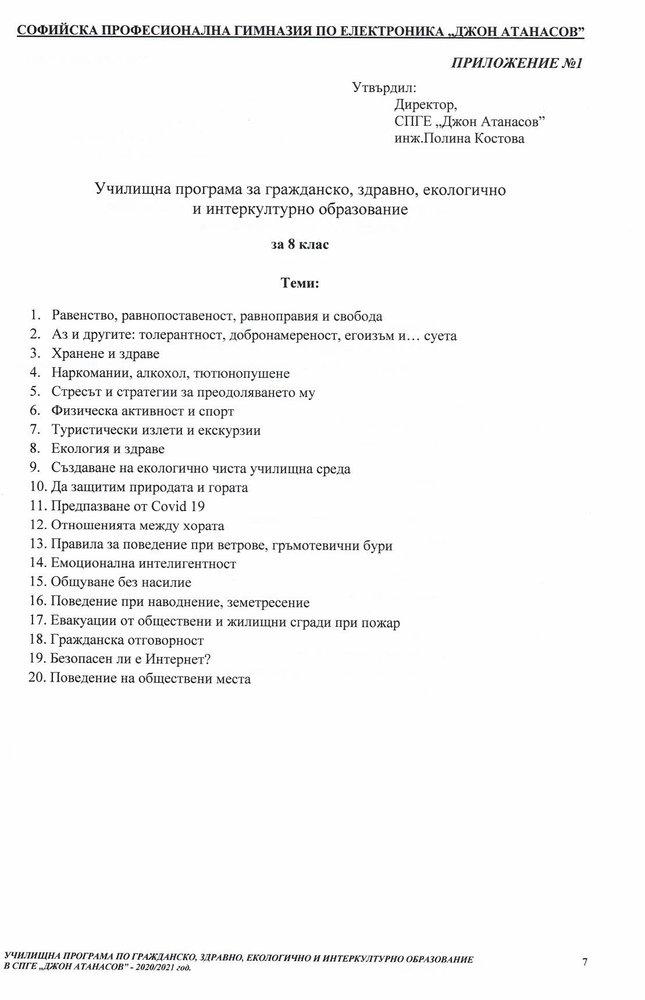 СОФИЙСКА ПРОФЕСИОНАЛНА ГИМНАЗИЯ ПО ЕЛЕКТРОНИКА „ДЖОН АТАНАСОВ”
ПРИЛОЖЕНИЕ №1
Утвърдил:
Директор,
СПГЕ „Джон Атанасов”
инж.Полина Костова
Училищна програма за гражданско, здравно, екологично
и интеркултурно образование
за 8 клас
Теми:
1. Равенство, равнопоставеност, равноправия и свобода
2. Аз и другите: толерантност, добронамереност, егоизъм и… суета
3. Хранене и здраве
4. Наркомании, алкохол, тютюнопушене
5. Стресът и стратегии за преодоляването му
6. Физическа активност и спорт
7. Туристически излети и екскурзии
8. Екология и здраве
9. Създаване на екологично чиста училищна среда
10. Да защитим природата и гората
11. Предпазване от Covid 19
12. Отношенията между хората
13. Правила за поведение при ветрове, гръмотевични бури
14. Емоционална интелигентност
15. Общуване без насилие
16. Поведение при наводнение, земетресение
17. Евакуации от обществени и жилищни сгради при пожар
18. Гражданска отговорност
19. Безопасен ли е Интернет?
20. Поведение на обществени места
УЧИЛИЩНА ПРОГРАМА ПО ГРАЖДАНСКО, ЗДРАВНО, ЕКОЛОГИЧНО И ИНТЕРКУЛТУРНО ОБРАЗОВАНИЕ
В СПГЕ „ДЖОН АТАНАСОВ” - 2020/2021 год.
7